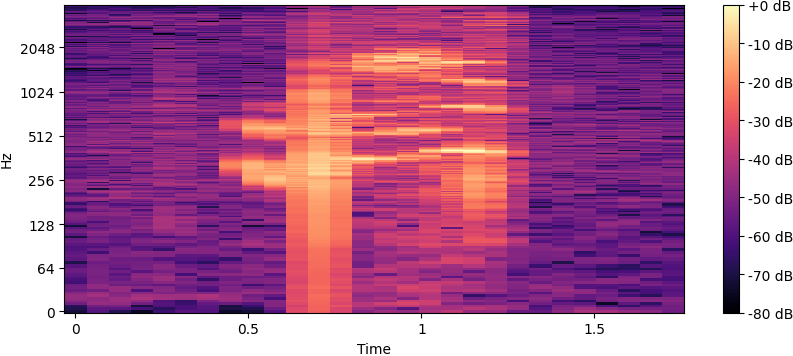 +0 dB
2048
-10 dB
1024
-20 dB
512
-30 dB
Hz
-40 dB
256
-50 dB
128
-60 dB
64
-70 dB
0
-80 dB
0
0.5
1
1.5
Time